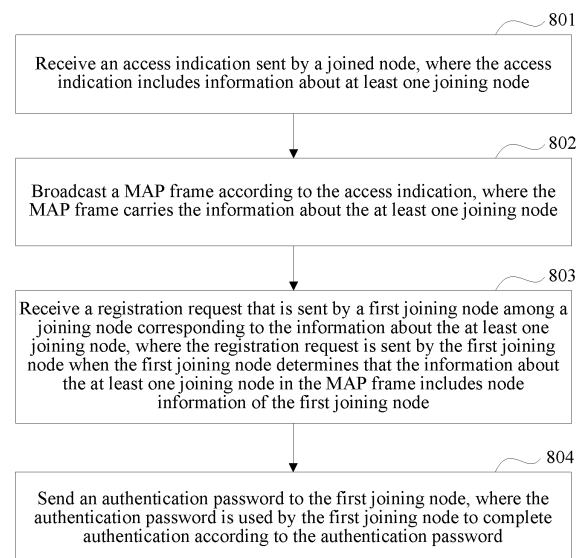 801
Receive an access indication sent by a joined node, where the access
indication includes information about at least one joining node
802
Broadcast a MAP frame according to the access indication, where the
MAP frame carries the information about the at least one joining node
803
Receive a registration request that is sent by a first joining node among a
joining node corresponding to the information about the at least one
joining node, where the registration request is sent by the first joining
node when the first joining node determines that the information about
the at least one joining node in the MAP frame includes node
information of the first joining node
804
Send an authentication password to the first joining node, where the
authentication password is used by the first joining node to complete
authentication according to the authentication password